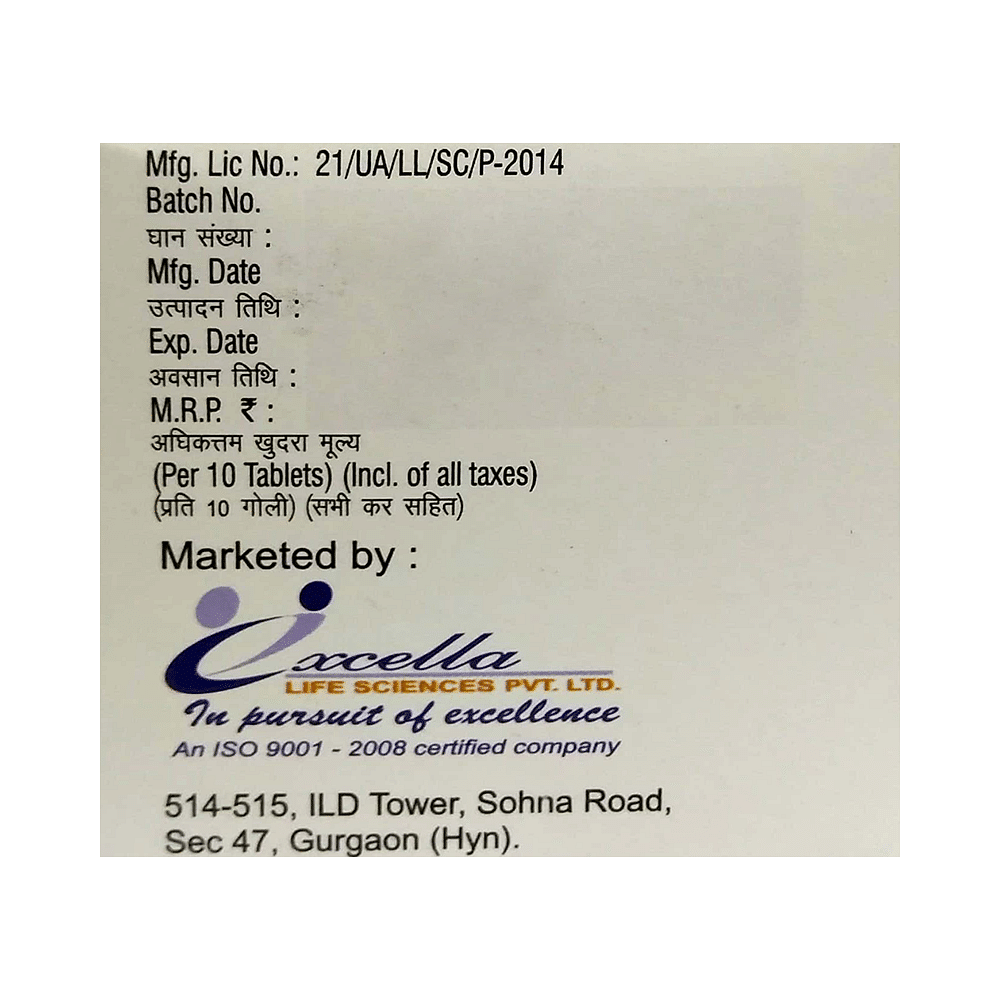 Mfg. Lic No.: 21/UA/LL/SC/P-2014
Batch No.
घान संख्या :
Mfg. Date
उत्पादन तिथि :
Exp. Date
अवसान तिथि :
M.R.P. ₹ :
अघिकत्तम खुदरा मूल्य
(Per 10 Tablets) (Incl. of all taxes)
(प्रति 10 गोली) (सभी कर सहित)
Marketed by :
Excella
LIFE SCIENCES PVT. LTD.
In pursuit of excellence
An ISO 9001 - 2008 certified company
514-515, ILD Tower, Sohna Road,
Sec 47, Gurgaon (Hyn).